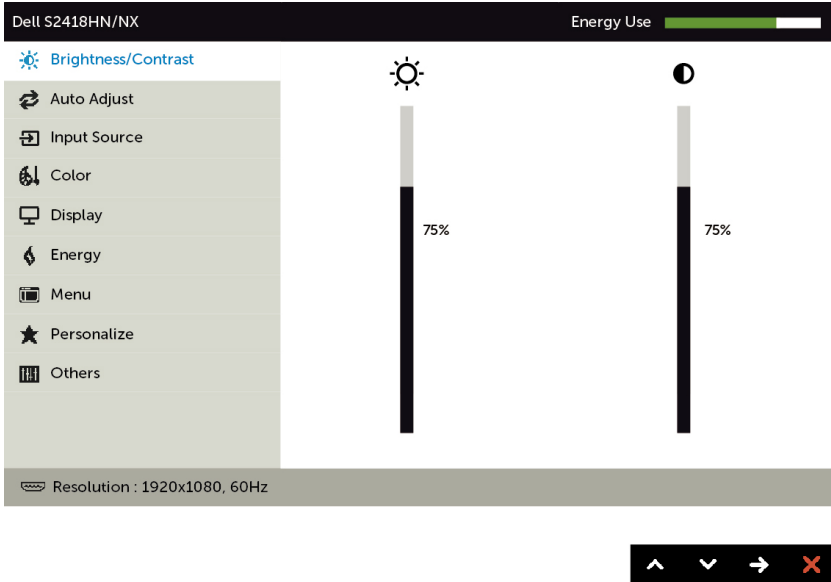 Dell S2418HN/NX
Energy Use
Brightness/Contrast
Auto Adjust
Input Source
Color
Display
Energy
Menu
Personalize
Others
75%
75%
Resolution : 1920x1080, 60Hz